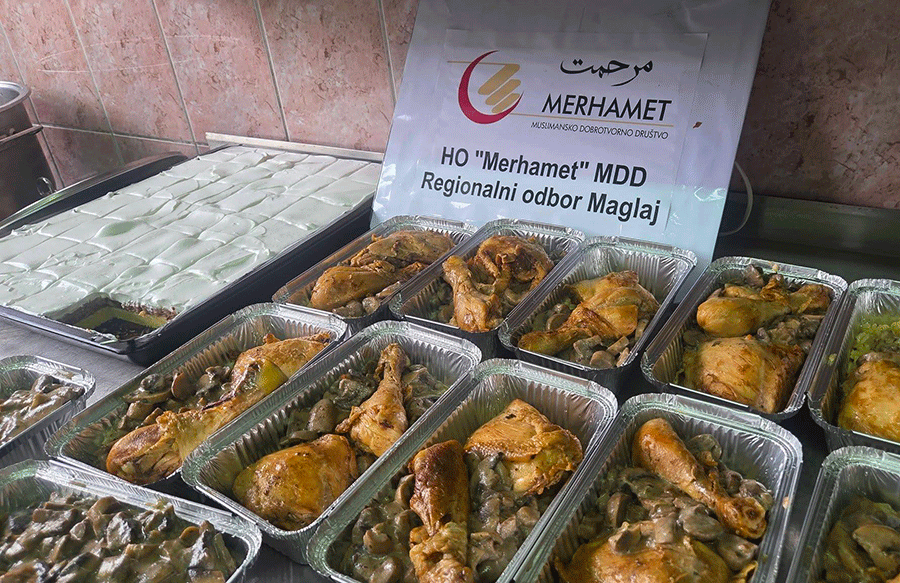 مرحمت
MERHAMET
MUSLIMANSKO DOBROTVORNO DRUŠTVO
HO "Merhamet" MDD
Regionalni odbor Maglaj